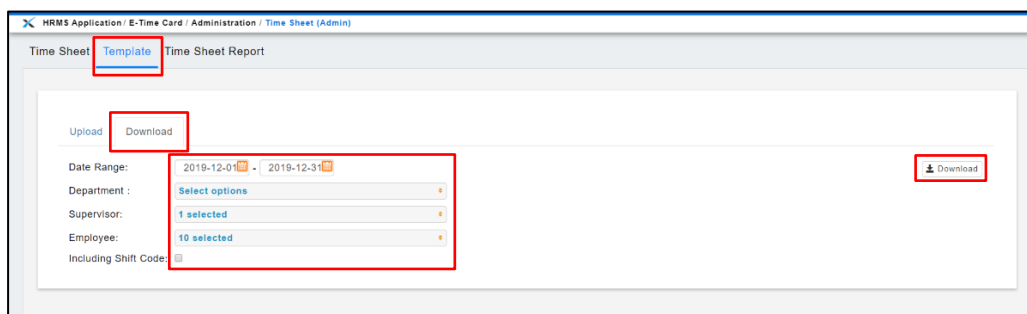 HRMS Application / E-Time Card / Administration / Time Sheet (Admin)
Time Sheet Template Time Sheet Report
Upload Download
Date Range: 2019-12-01 - 2019-12-31
Download
Department : Select options
Supervisor: 1 selected
Employee: 10 selected
Including Shift Code: